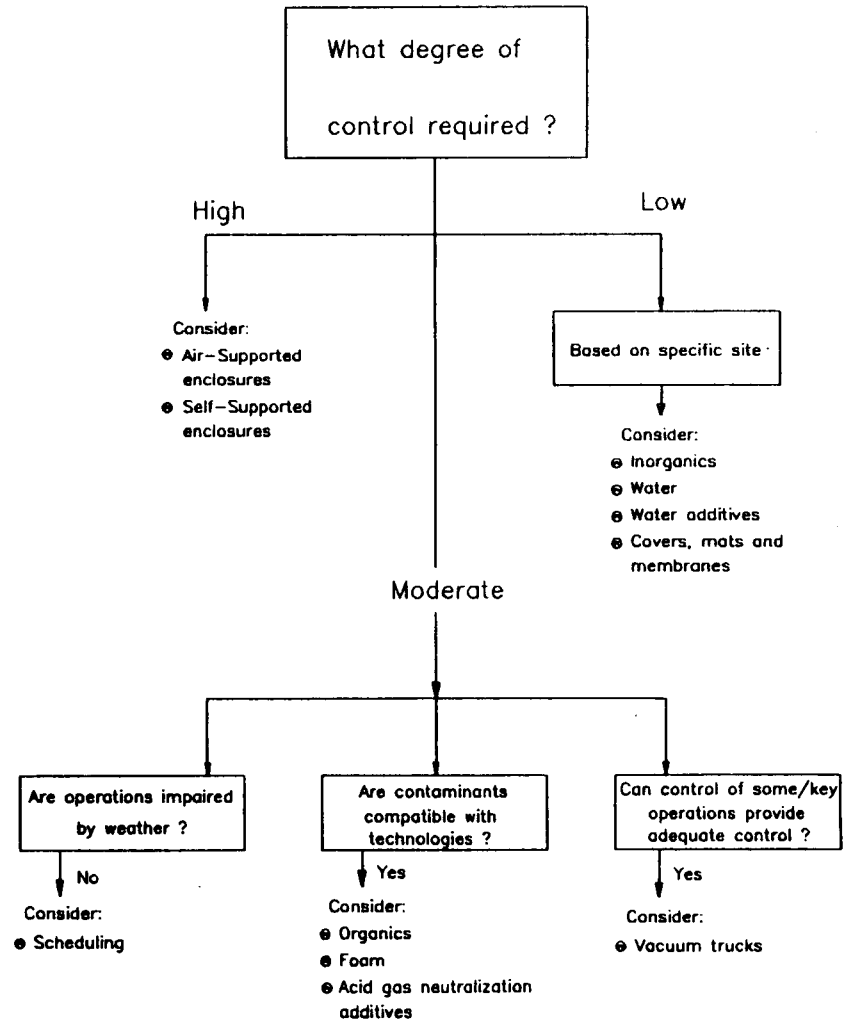 What degree of
control required ?
High
Low
Consider:
⊖ Air-Supported
enclosures
⊖ Self-Supported
enclosures
Based on specific site
Consider:
⊖ Inorganics
⊖ Water
⊖ Water additives
⊖ Covers, mats and
membranes
Moderate
Are operations impaired
by weather ?
No
Consider:
⊖ Scheduling
Are contaminants
compatible with
technologies ?
Yes
Consider:
⊖ Organics
⊖ Foam
⊖ Acid gas neutralization
additives
Can control of some/key
operations provide
adequate control ?
Yes
Consider:
⊖ Vacuum trucks